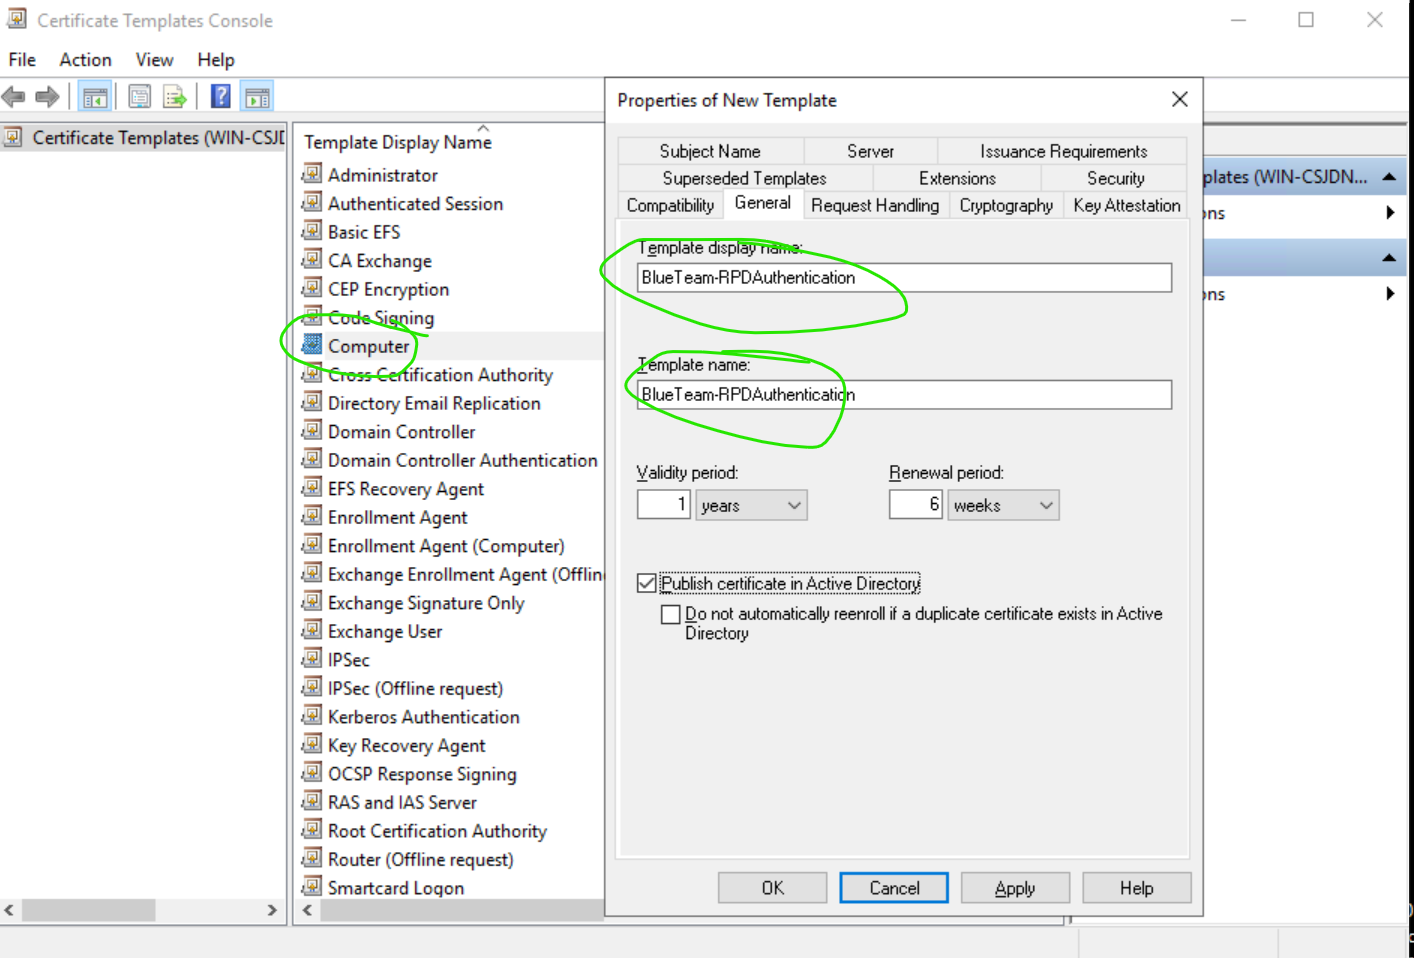 Certificate Templates Console
File Action View Help
Certificate Templates (WIN-CSJD
Template Display Name
Administrator
Authenticated Session
Basic EFS
CA Exchange
CEP Encryption
Code Signing
Computer
Cross Certification Authority
Directory Email Replication
Domain Controller
Domain Controller Authentication
EFS Recovery Agent
Enrollment Agent
Enrollment Agent (Computer)
Exchange Enrollment Agent (Offlin
Exchange Signature Only
Exchange User
IPSec
IPSec (Offline request)
Kerberos Authentication
Key Recovery Agent
OCSP Response Signing
RAS and IAS Server
Root Certification Authority
Router (Offline request)
Smartcard Logon
Properties of New Template
Subject Name Server Issuance Requirements
Superseded Templates Extensions Security
Compatibility General Request Handling Cryptography Key Attestation
Template display name:
BlueTeam-RPDAuthentication
Template name:
BlueTeam-RPDAuthentication
Validity period: Renewal period:
1 years 6 weeks
Publish certificate in Active Directory
Do not automatically reenroll if a duplicate certificate exists in Active
Directory
OK Cancel Apply Help
plates (WIN-CSJDN...
ons
ons